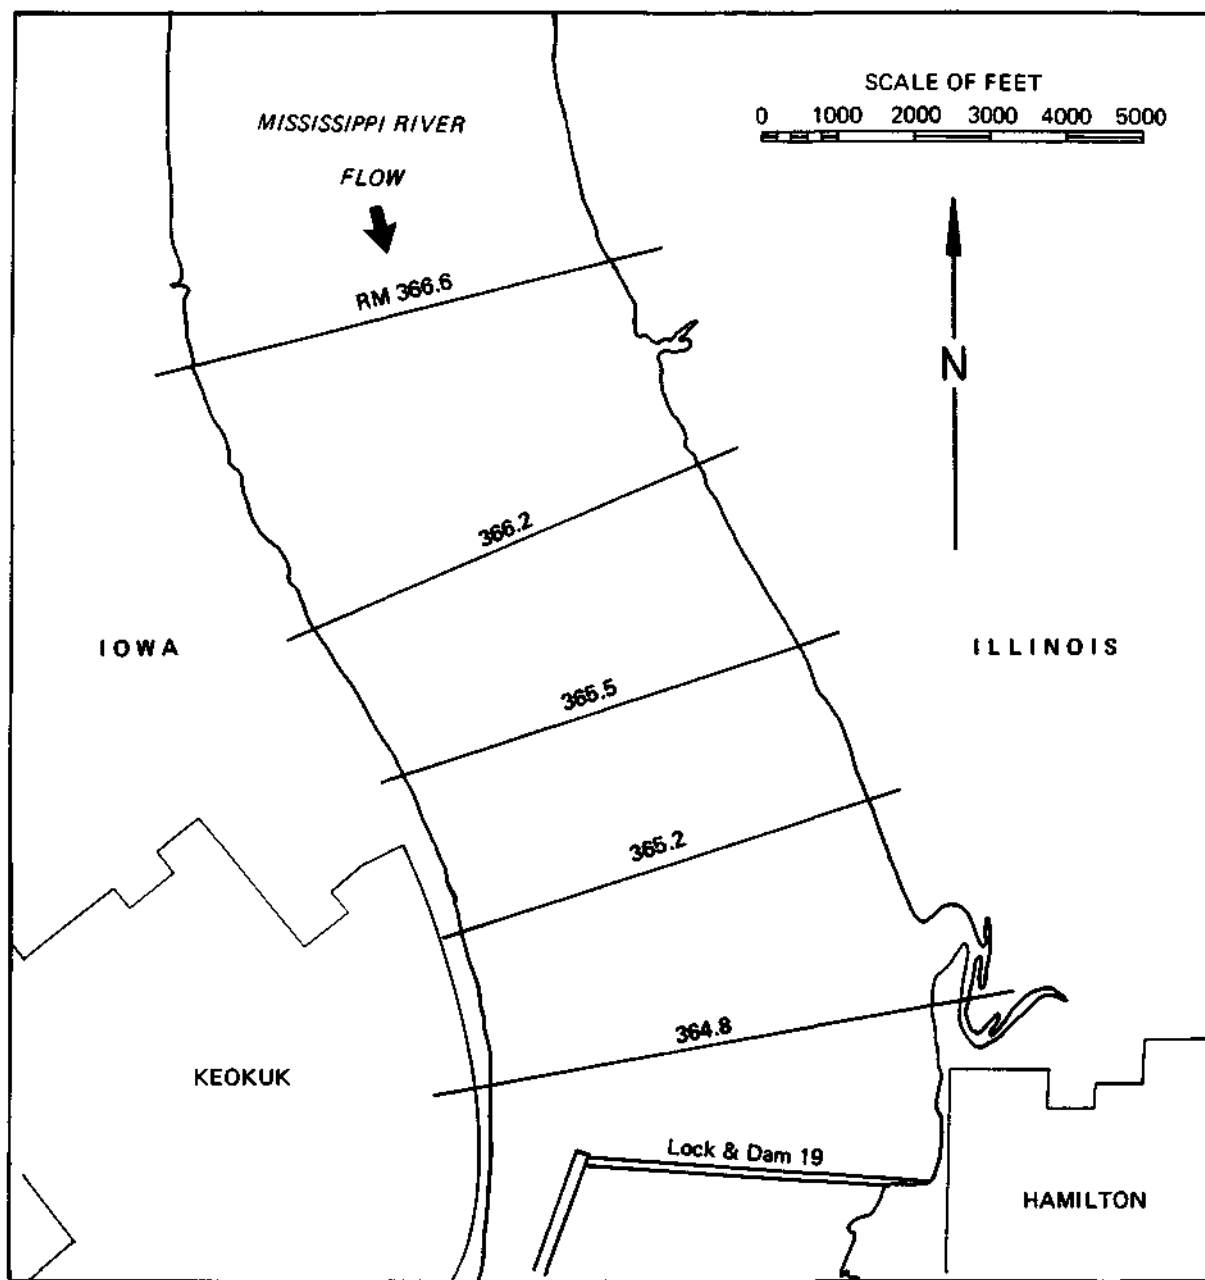 SCALE OF FEET
0 1000 2000 3000 4000 5000
MISSISSIPPI RIVER
FLOW
RM 366.6
N
366.2
IOWA
ILLINOIS
365.5
365.2
364.8
KEOKUK
Lock & Dam 19
HAMILTON